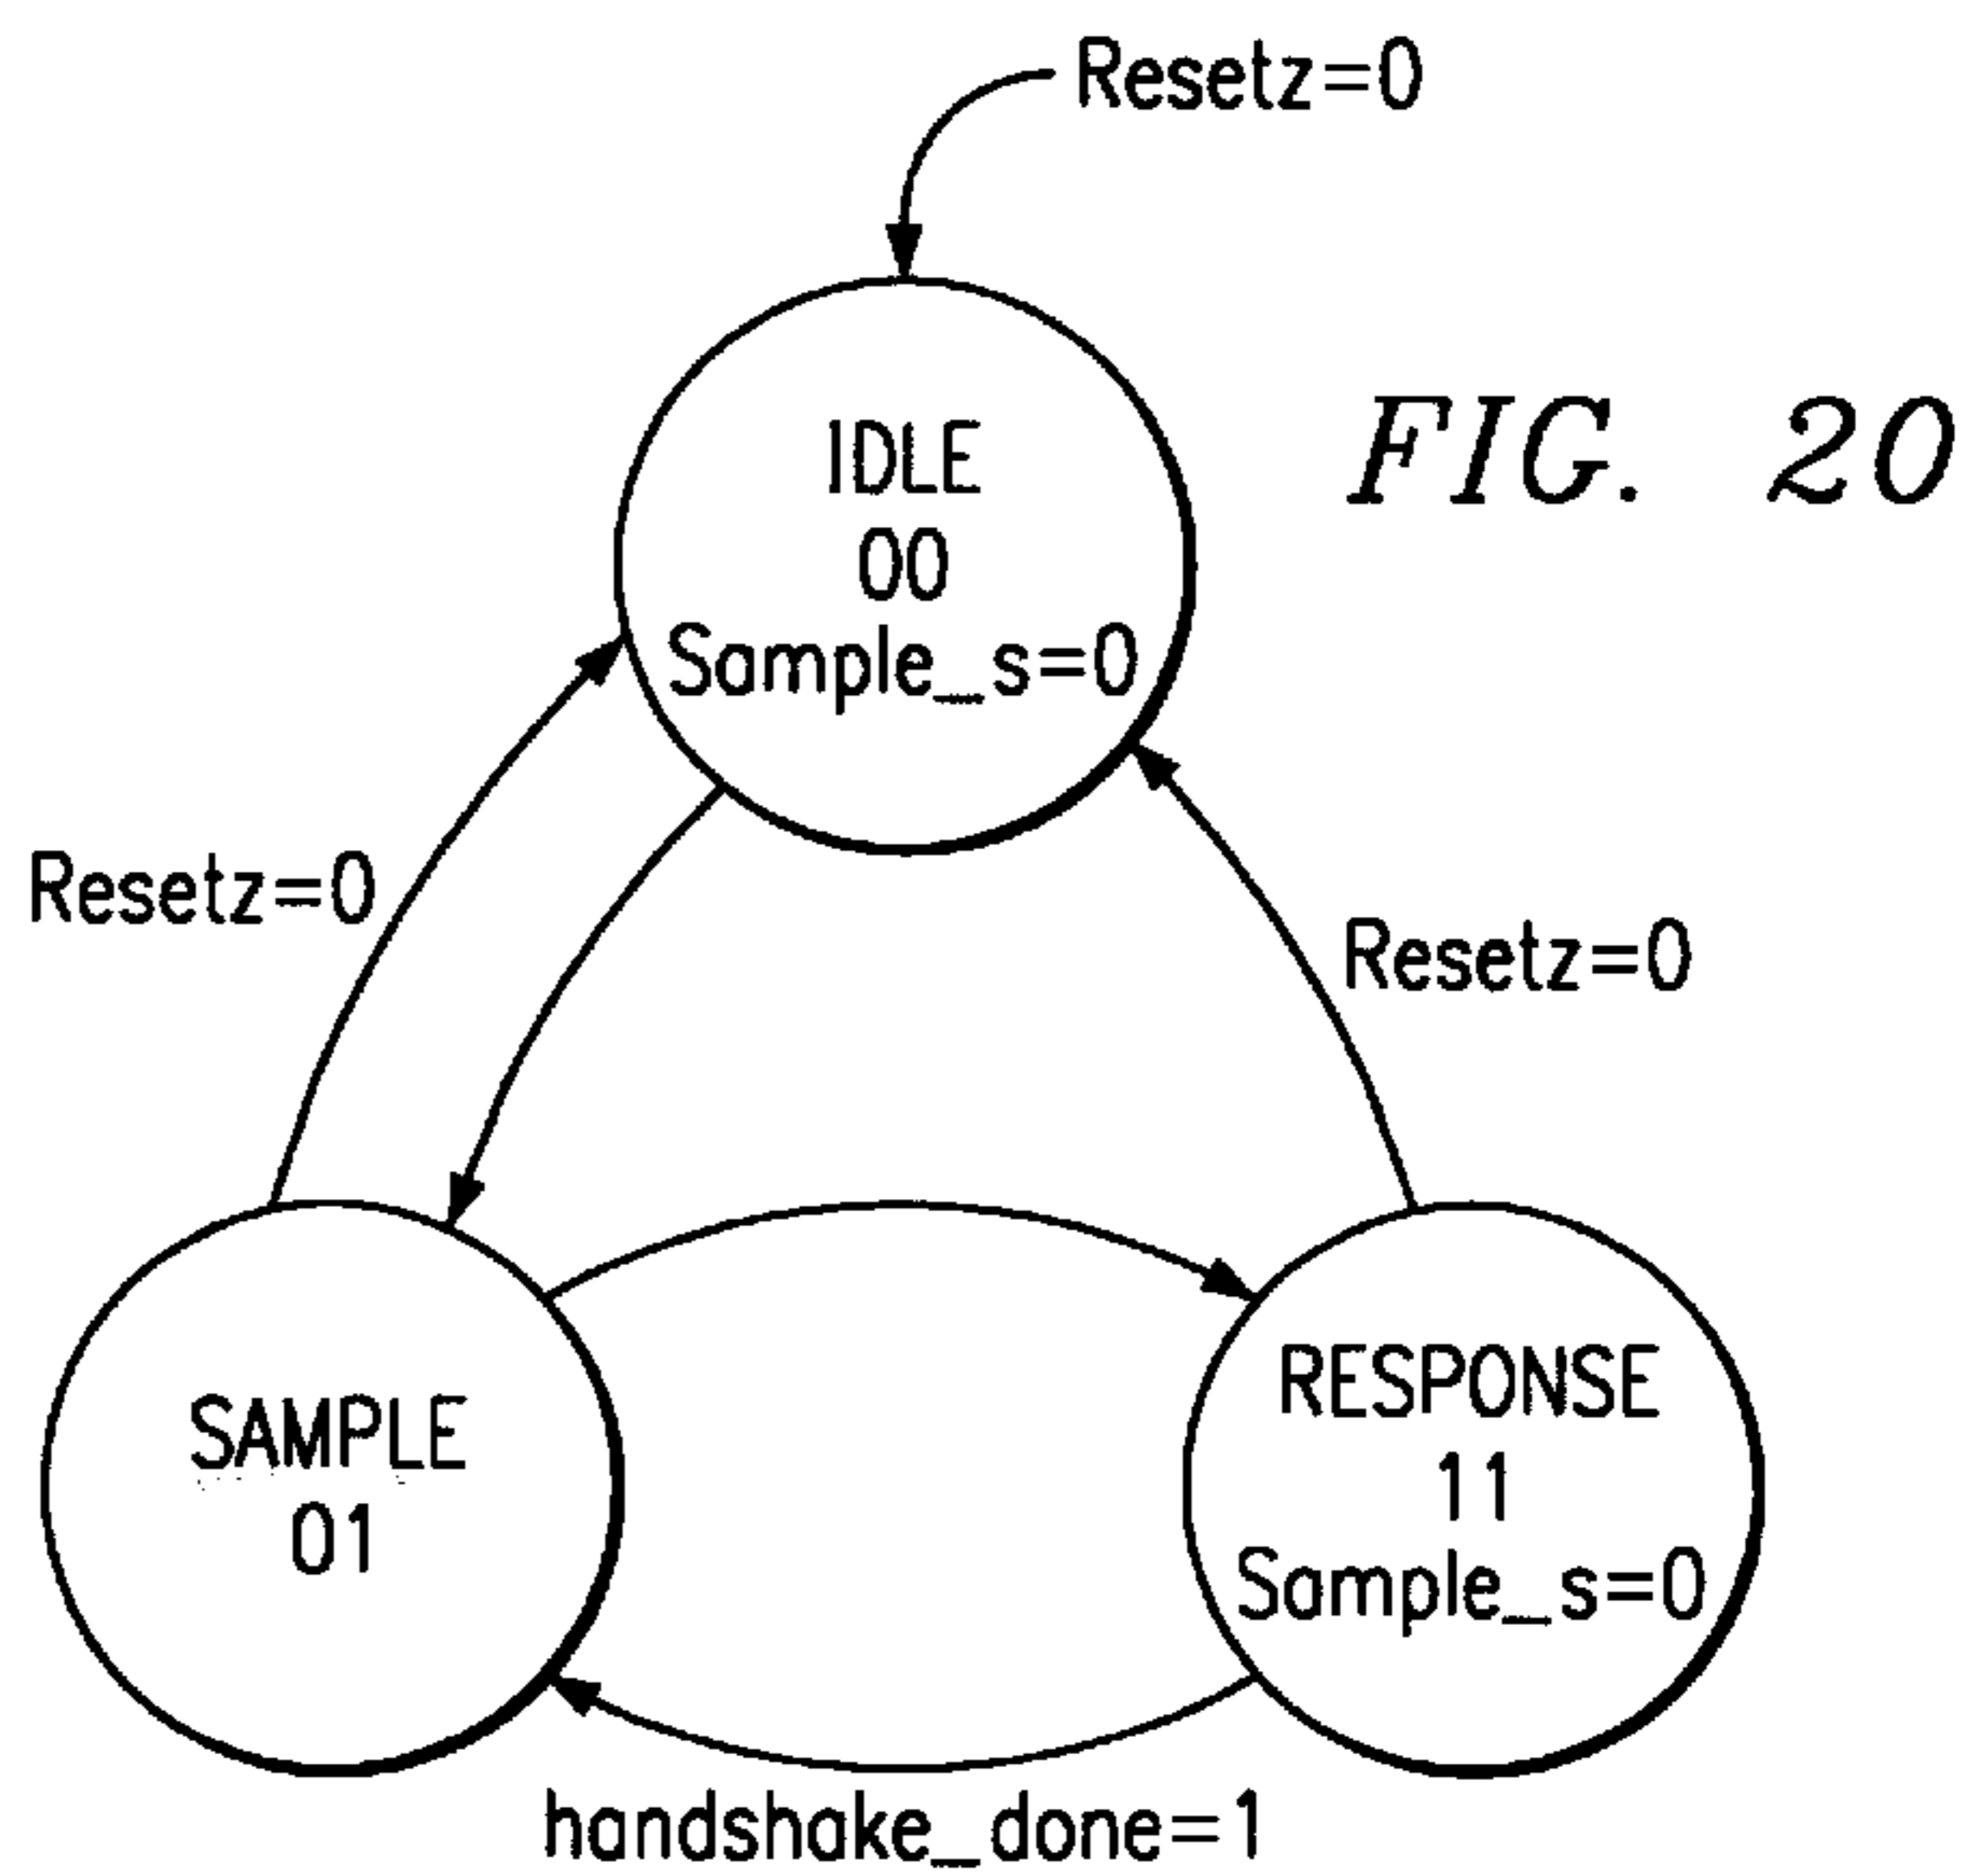 Resetz=0
FIG. 20
IDLE
00
Sample_s=0
Resetz=0
Resetz=0
SAMPLE
01
RESPONSE
11
Sample_s=0
handshake_done=1